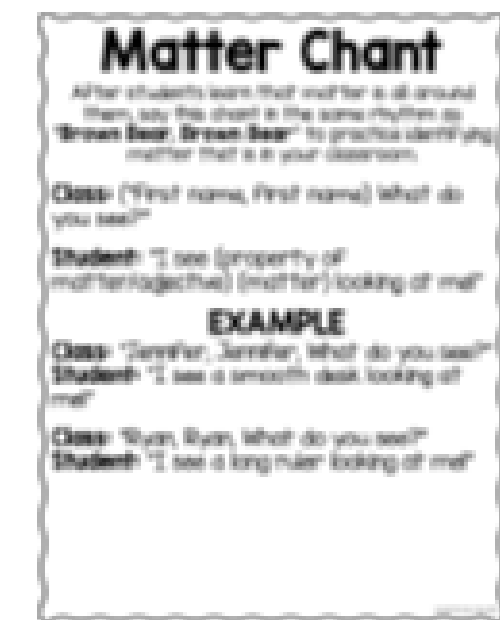 Matter Chant
After students learn that matter is all around
them, say this chant in the same rhythm as
"Brown Bear, Brown Bear" to practice identifying
matter that is in your classroom.
Class- ("First name, First name) What do
you see?"
Student- "I see (property of
matter/adjective) (matter) looking at me!"
EXAMPLE
Class- "Jennifer, Jennifer, What do you see?"
Student- "I see a smooth desk looking at
me!"
Class- "Ryan, Ryan, What do you see?"
Student- "I see a long ruler looking at me!"